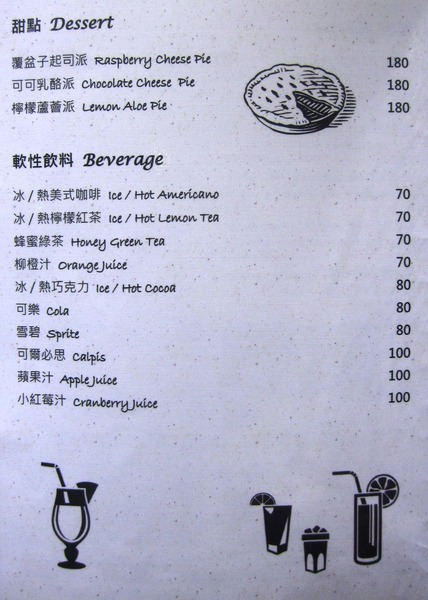 甜點 Dessert
覆盆子起司派 Raspberry Cheese Pie 180
可可乳酪派 Chocolate Cheese Pie 180
檸檬蘆薈派 Lemon Aloe Pie 180
軟性飲料 Beverage
冰 / 熱美式咖啡 Ice / Hot Americano 70
冰 / 熱檸檬紅茶 Ice / Hot Lemon Tea 70
蜂蜜綠茶 Honey Green Tea 70
柳橙汁 Orange Juice 70
冰 / 熱巧克力 Ice / Hot Cocoa 80
可樂 Cola 80
雪碧 Sprite 80
可爾必思 Calpis 100
蘋果汁 Apple Juice 100
小紅莓汁 Cranberry Juice 100